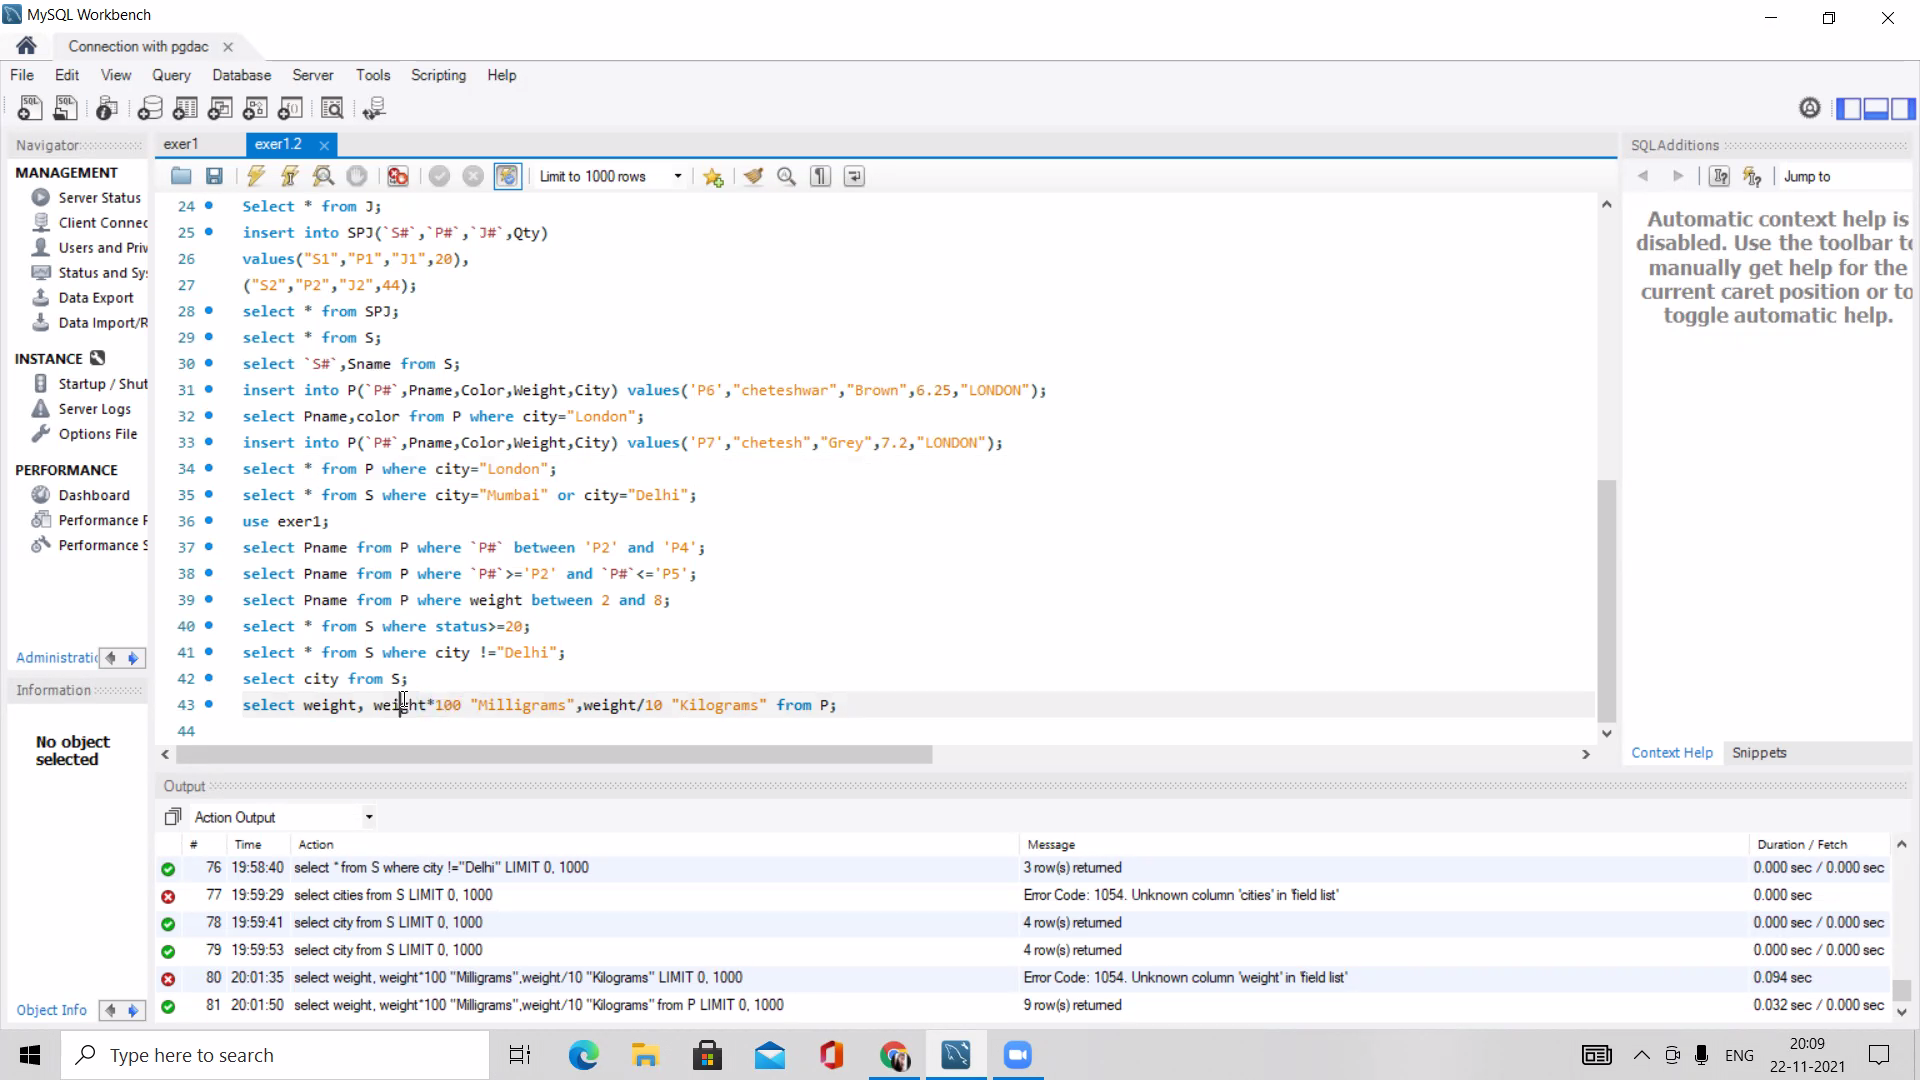 MySQL Workbench
Connection with pgdac
File Edit View Query Database Server Tools Scripting Help
Navigator
MANAGEMENT
Server Status
Client Connec
Users and Priv
Status and Sy
Data Export
Data Import/R
INSTANCE
Startup / Shut
Server Logs
Options File
PERFORMANCE
Dashboard
Performance F
Performance S
Administratic
Information
No object
selected
Object Info
exer1 exer1.2
Limit to 1000 rows
24 Select * from J;
25 insert into SPJ(`S#`,`P#`,`J#`,Qty)
26 values("S1","P1","J1",20),
27 ("S2","P2","J2",44);
28 select * from SPJ;
29 select * from S;
30 select `S#`,Sname from S;
31 insert into P(`P#`,Pname,Color,Weight,City) values('P6',"cheteshwar","Brown",6.25,"LONDON");
32 select Pname,color from P where city="London";
33 insert into P(`P#`,Pname,Color,Weight,City) values('P7',"chetesh","Grey",7.2,"LONDON");
34 select * from P where city="London";
35 select * from S where city="Mumbai" or city="Delhi";
36 use exer1;
37 select Pname from P where `P#` between 'P2' and 'P4';
38 select Pname from P where `P#`>='P2' and `P#`<='P5';
39 select Pname from P where weight between 2 and 8;
40 select * from S where status>=20;
41 select * from S where city !="Delhi";
42 select city from S;
43 select weight, weight*100 "Milligrams",weight/10 "Kilograms" from P;
44
SQLAdditions
Jump to
Automatic context help is
disabled. Use the toolbar to
manually get help for the
current caret position or to
toggle automatic help.
Context Help Snippets
Output
Action Output
# Time Action Message Duration / Fetch
76 19:58:40 select * from S where city !="Delhi" LIMIT 0, 1000 3 row(s) returned 0.000 sec / 0.000 sec
77 19:59:29 select cities from S LIMIT 0, 1000 Error Code: 1054. Unknown column 'cities' in 'field list' 0.000 sec
78 19:59:41 select city from S LIMIT 0, 1000 4 row(s) returned 0.000 sec / 0.000 sec
79 19:59:53 select city from S LIMIT 0, 1000 4 row(s) returned 0.000 sec / 0.000 sec
80 20:01:35 select weight, weight*100 "Milligrams",weight/10 "Kilograms" LIMIT 0, 1000 Error Code: 1054. Unknown column 'weight' in 'field list' 0.094 sec
81 20:01:50 select weight, weight*100 "Milligrams",weight/10 "Kilograms" from P LIMIT 0, 1000 9 row(s) returned 0.032 sec / 0.000 sec
Type here to search
ENG
20:09
22-11-2021